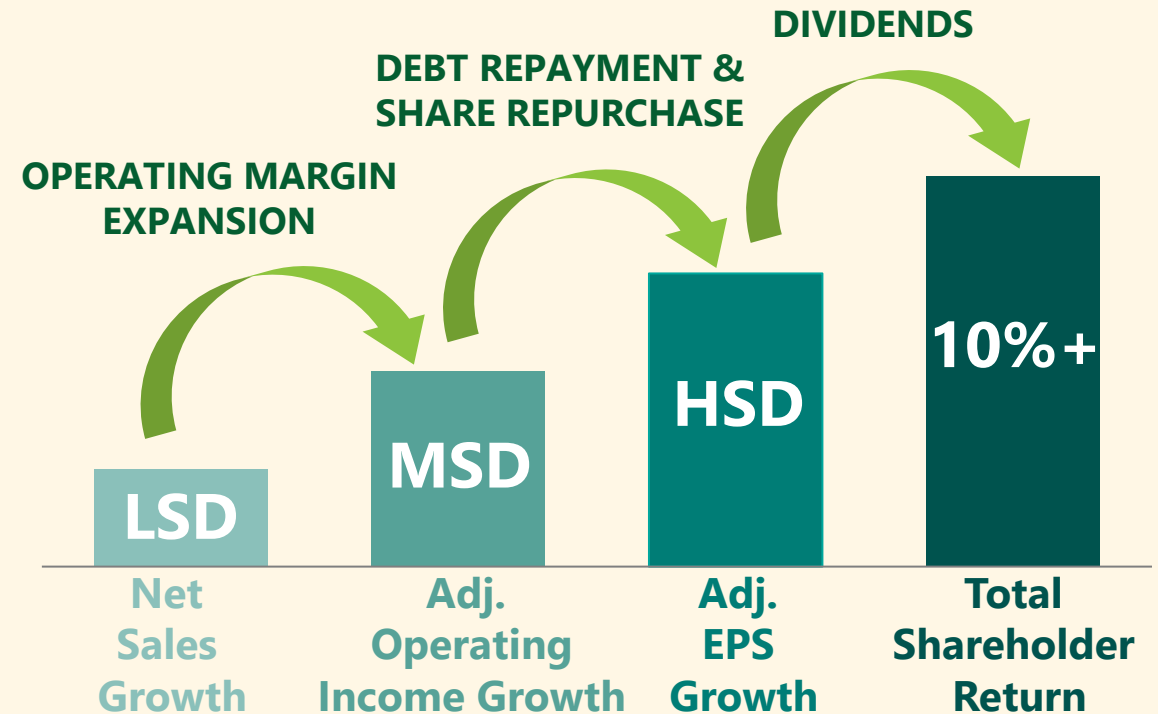 DIVIDENDS
DEBT REPAYMENT &
SHARE REPURCHASE
OPERATING MARGIN
EXPANSION
LSD
MSD
HSD
10%+
Net
Sales
Growth
Adj.
Operating
Income Growth
Adj.
EPS
Growth
Total
Shareholder
Return